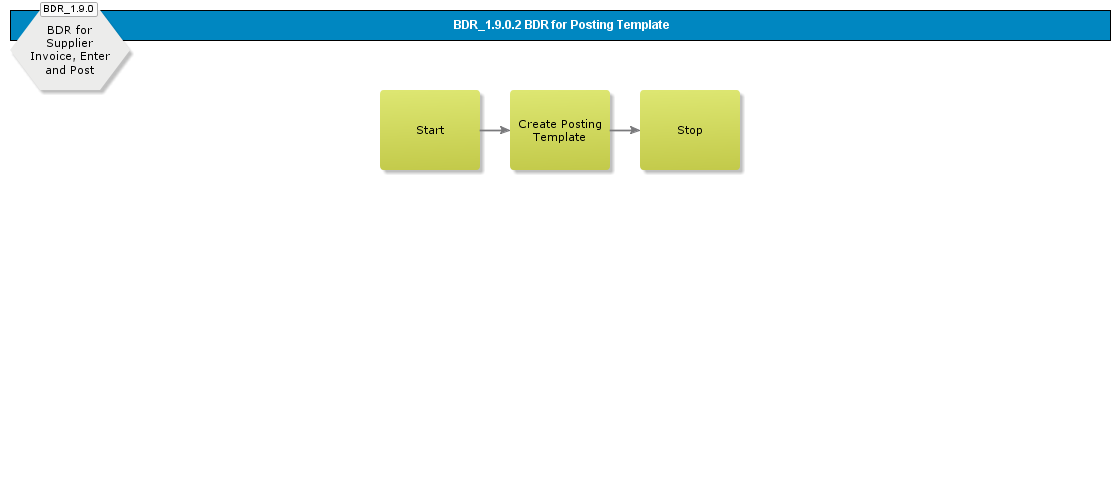 BDR_1.9.0
BDR_1.9.0.2 BDR for Posting Template
BDR for
Supplier
Invoice, Enter
and Post
Start
Create Posting
Template
Stop